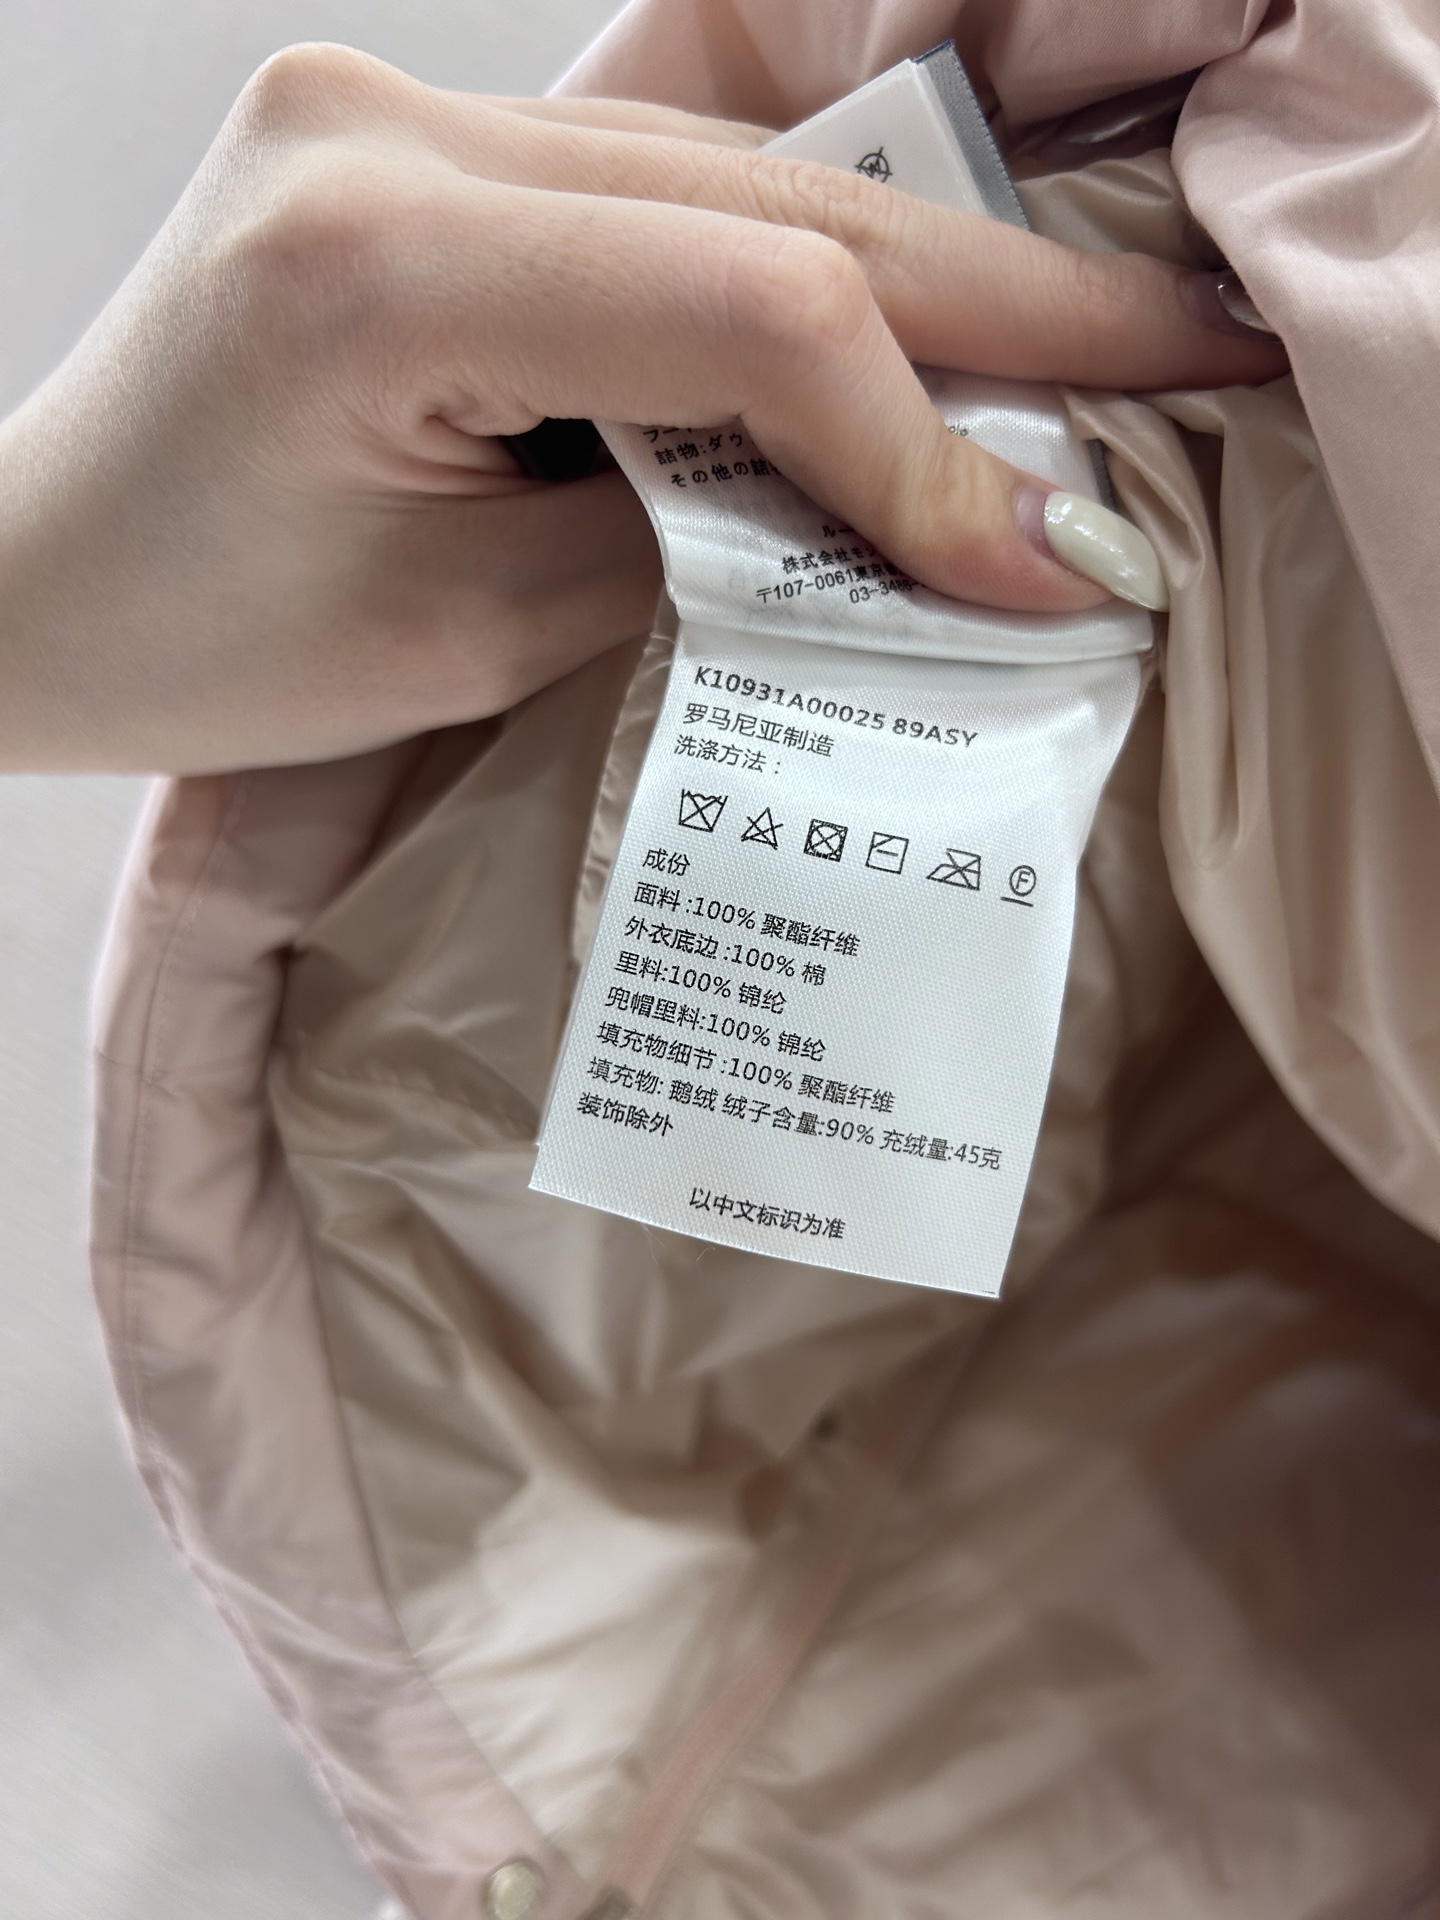 詰物:ダウ
その他の詰
株式会社モン
〒107-0061東京
03-3486-
K10931A00025 89ASY
罗马尼亚制造
洗涤方法：
F
成份
面料:100% 聚酯纤维
外衣底边:100% 棉
里料:100% 锦纶
兜帽里料:100% 锦纶
填充物细节:100% 聚酯纤维
填充物: 鹅绒 绒子含量:90% 充绒量:45克
装饰除外
以中文标识为准